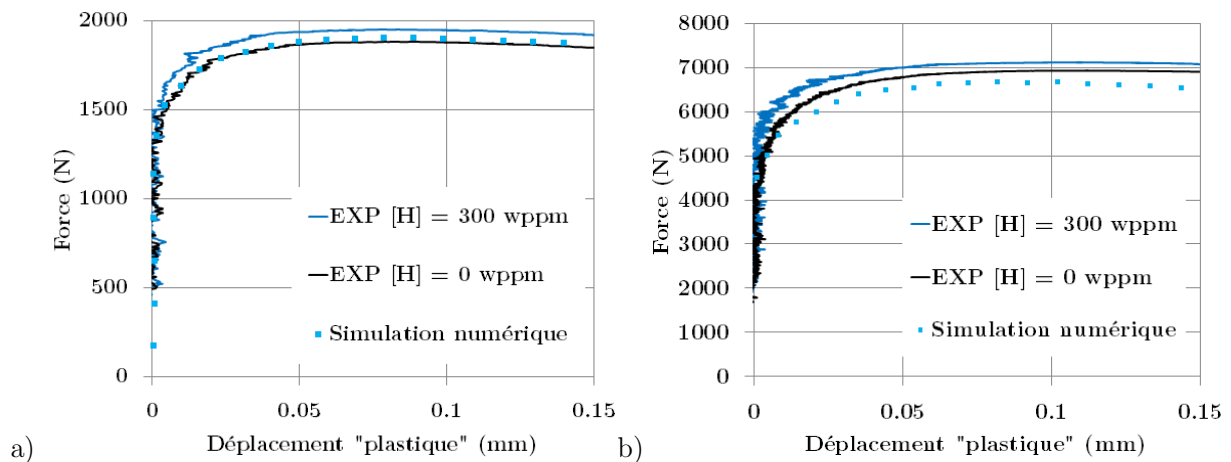 2000
1500
1000
500
0
Force (N)
EXP [H] = 300 wppm
EXP [H] = 0 wppm
Simulation numérique
0 0.05 0.1 0.15
Déplacement "plastique" (mm)
a)
8000
7000
6000
5000
4000
3000
2000
1000
0
Force (N)
EXP [H] = 300 wppm
EXP [H] = 0 wppm
Simulation numérique
0 0.05 0.1 0.15
Déplacement "plastique" (mm)
b)